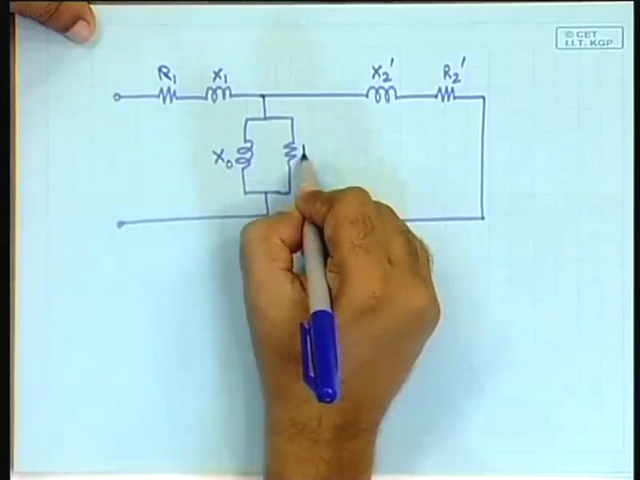 © CET
I.I.T. KGP
R₁ X₁ X₂' R₂'
X₀